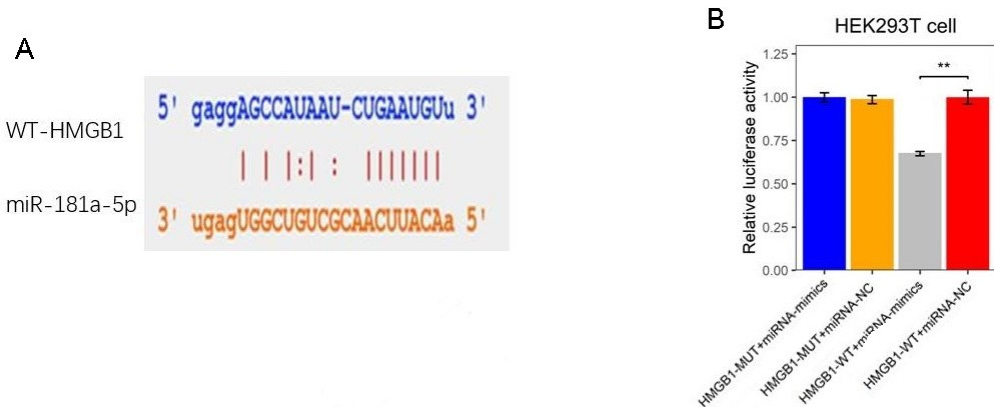 A
5' gaggAGCCAUAAU-CUGAAUGUu 3'
WT-HMGB1
| | |:| : |||||||
miR-181a-5p
3' ugagUGGCUGUCGCAACUUACAa 5'
B
HEK293T cell
**
Relative luciferase activity
1.25
1.00
0.75
0.50
0.25
0.00
HMGB1-MUT+miRNA-mimics
HMGB1-MUT+miRNA-NC
HMGB1-WT+miRNA-mimics
HMGB1-WT+miRNA-NC